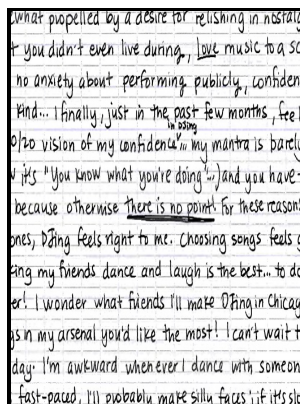 ewhat propelled by a desire for relishing in nostalg
t you didn't even live during, love music to a sc
no anxiety about performing publicly, confiden
kind... I finally, just in the past few months, feel
0/20 vision of my confidence... my mantra is barely
in using
it's "You know what you're doing"...) and you have
because otherwise there is no point! For these reasons
ones, DJing feels right to me. Choosing songs feels g
ing my friends dance and laugh is the best... to do
er! I wonder what friends I'll make DJing in Chicag
gs in my arsenal you'd like the most! I can't wait t
day. I'm awkward whenever I dance with someon
fast-paced, I'll probably make silly faces; if it's slo